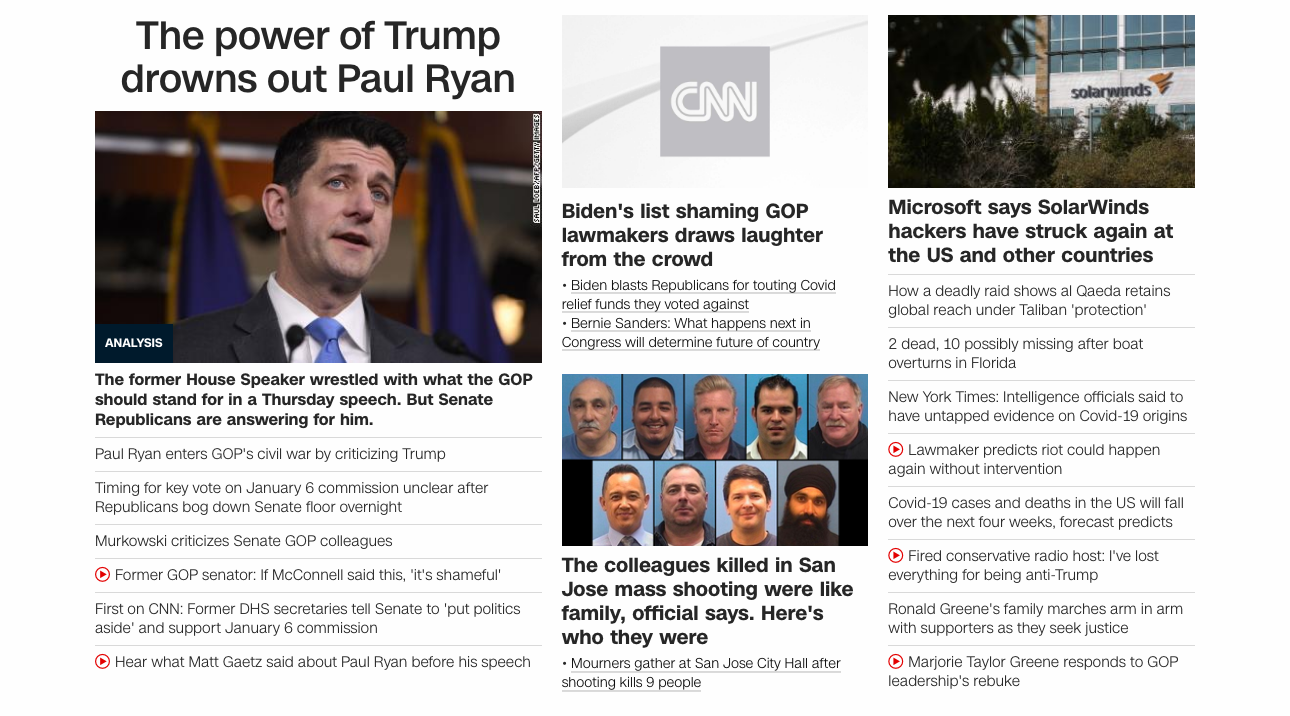 The power of Trump
drowns out Paul Ryan
SAUL LOEB/AFP/GETTY IMAGES
ANALYSIS
The former House Speaker wrestled with what the GOP
should stand for in a Thursday speech. But Senate
Republicans are answering for him.
Paul Ryan enters GOP's civil war by criticizing Trump
Timing for key vote on January 6 commission unclear after
Republicans bog down Senate floor overnight
Murkowski criticizes Senate GOP colleagues
Former GOP senator: If McConnell said this, 'it's shameful'
First on CNN: Former DHS secretaries tell Senate to 'put politics
aside' and support January 6 commission
Hear what Matt Gaetz said about Paul Ryan before his speech
CNN
Biden's list shaming GOP
lawmakers draws laughter
from the crowd
• Biden blasts Republicans for touting Covid
relief funds they voted against
• Bernie Sanders: What happens next in
Congress will determine future of country
The colleagues killed in San
Jose mass shooting were like
family, official says. Here's
who they were
• Mourners gather at San Jose City Hall after
shooting kills 9 people
solarwinds
Microsoft says SolarWinds
hackers have struck again at
the US and other countries
How a deadly raid shows al Qaeda retains
global reach under Taliban 'protection'
2 dead, 10 possibly missing after boat
overturns in Florida
New York Times: Intelligence officials said to
have untapped evidence on Covid-19 origins
Lawmaker predicts riot could happen
again without intervention
Covid-19 cases and deaths in the US will fall
over the next four weeks, forecast predicts
Fired conservative radio host: I've lost
everything for being anti-Trump
Ronald Greene's family marches arm in arm
with supporters as they seek justice
Marjorie Taylor Greene responds to GOP
leadership's rebuke